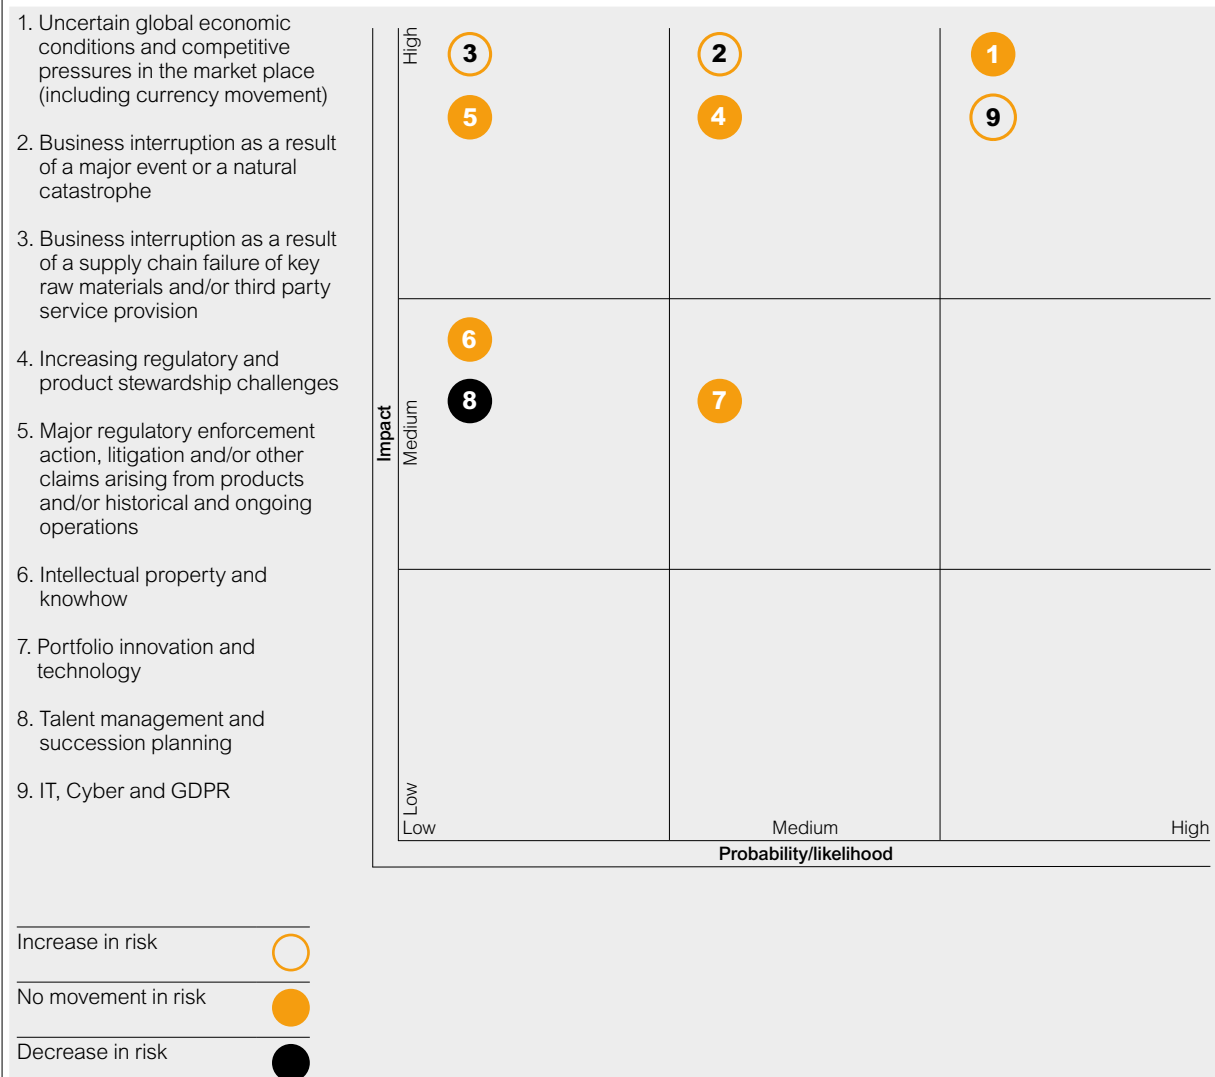 1. Uncertain global economic
conditions and competitive
pressures in the market place
(including currency movement)
2. Business interruption as a result
of a major event or a natural
catastrophe
3. Business interruption as a result
of a supply chain failure of key
raw materials and/or third party
service provision
4. Increasing regulatory and
product stewardship challenges
5. Major regulatory enforcement
action, litigation and/or other
claims arising from products
and/or historical and ongoing
operations
6. Intellectual property and
knowhow
7. Portfolio innovation and
technology
8. Talent management and
succession planning
9. IT, Cyber and GDPR
Impact
High
Medium
Low
3
2
1
5
4
9
6
8
7
Low
Medium
High
Probability/likelihood
Increase in risk
No movement in risk
Decrease in risk